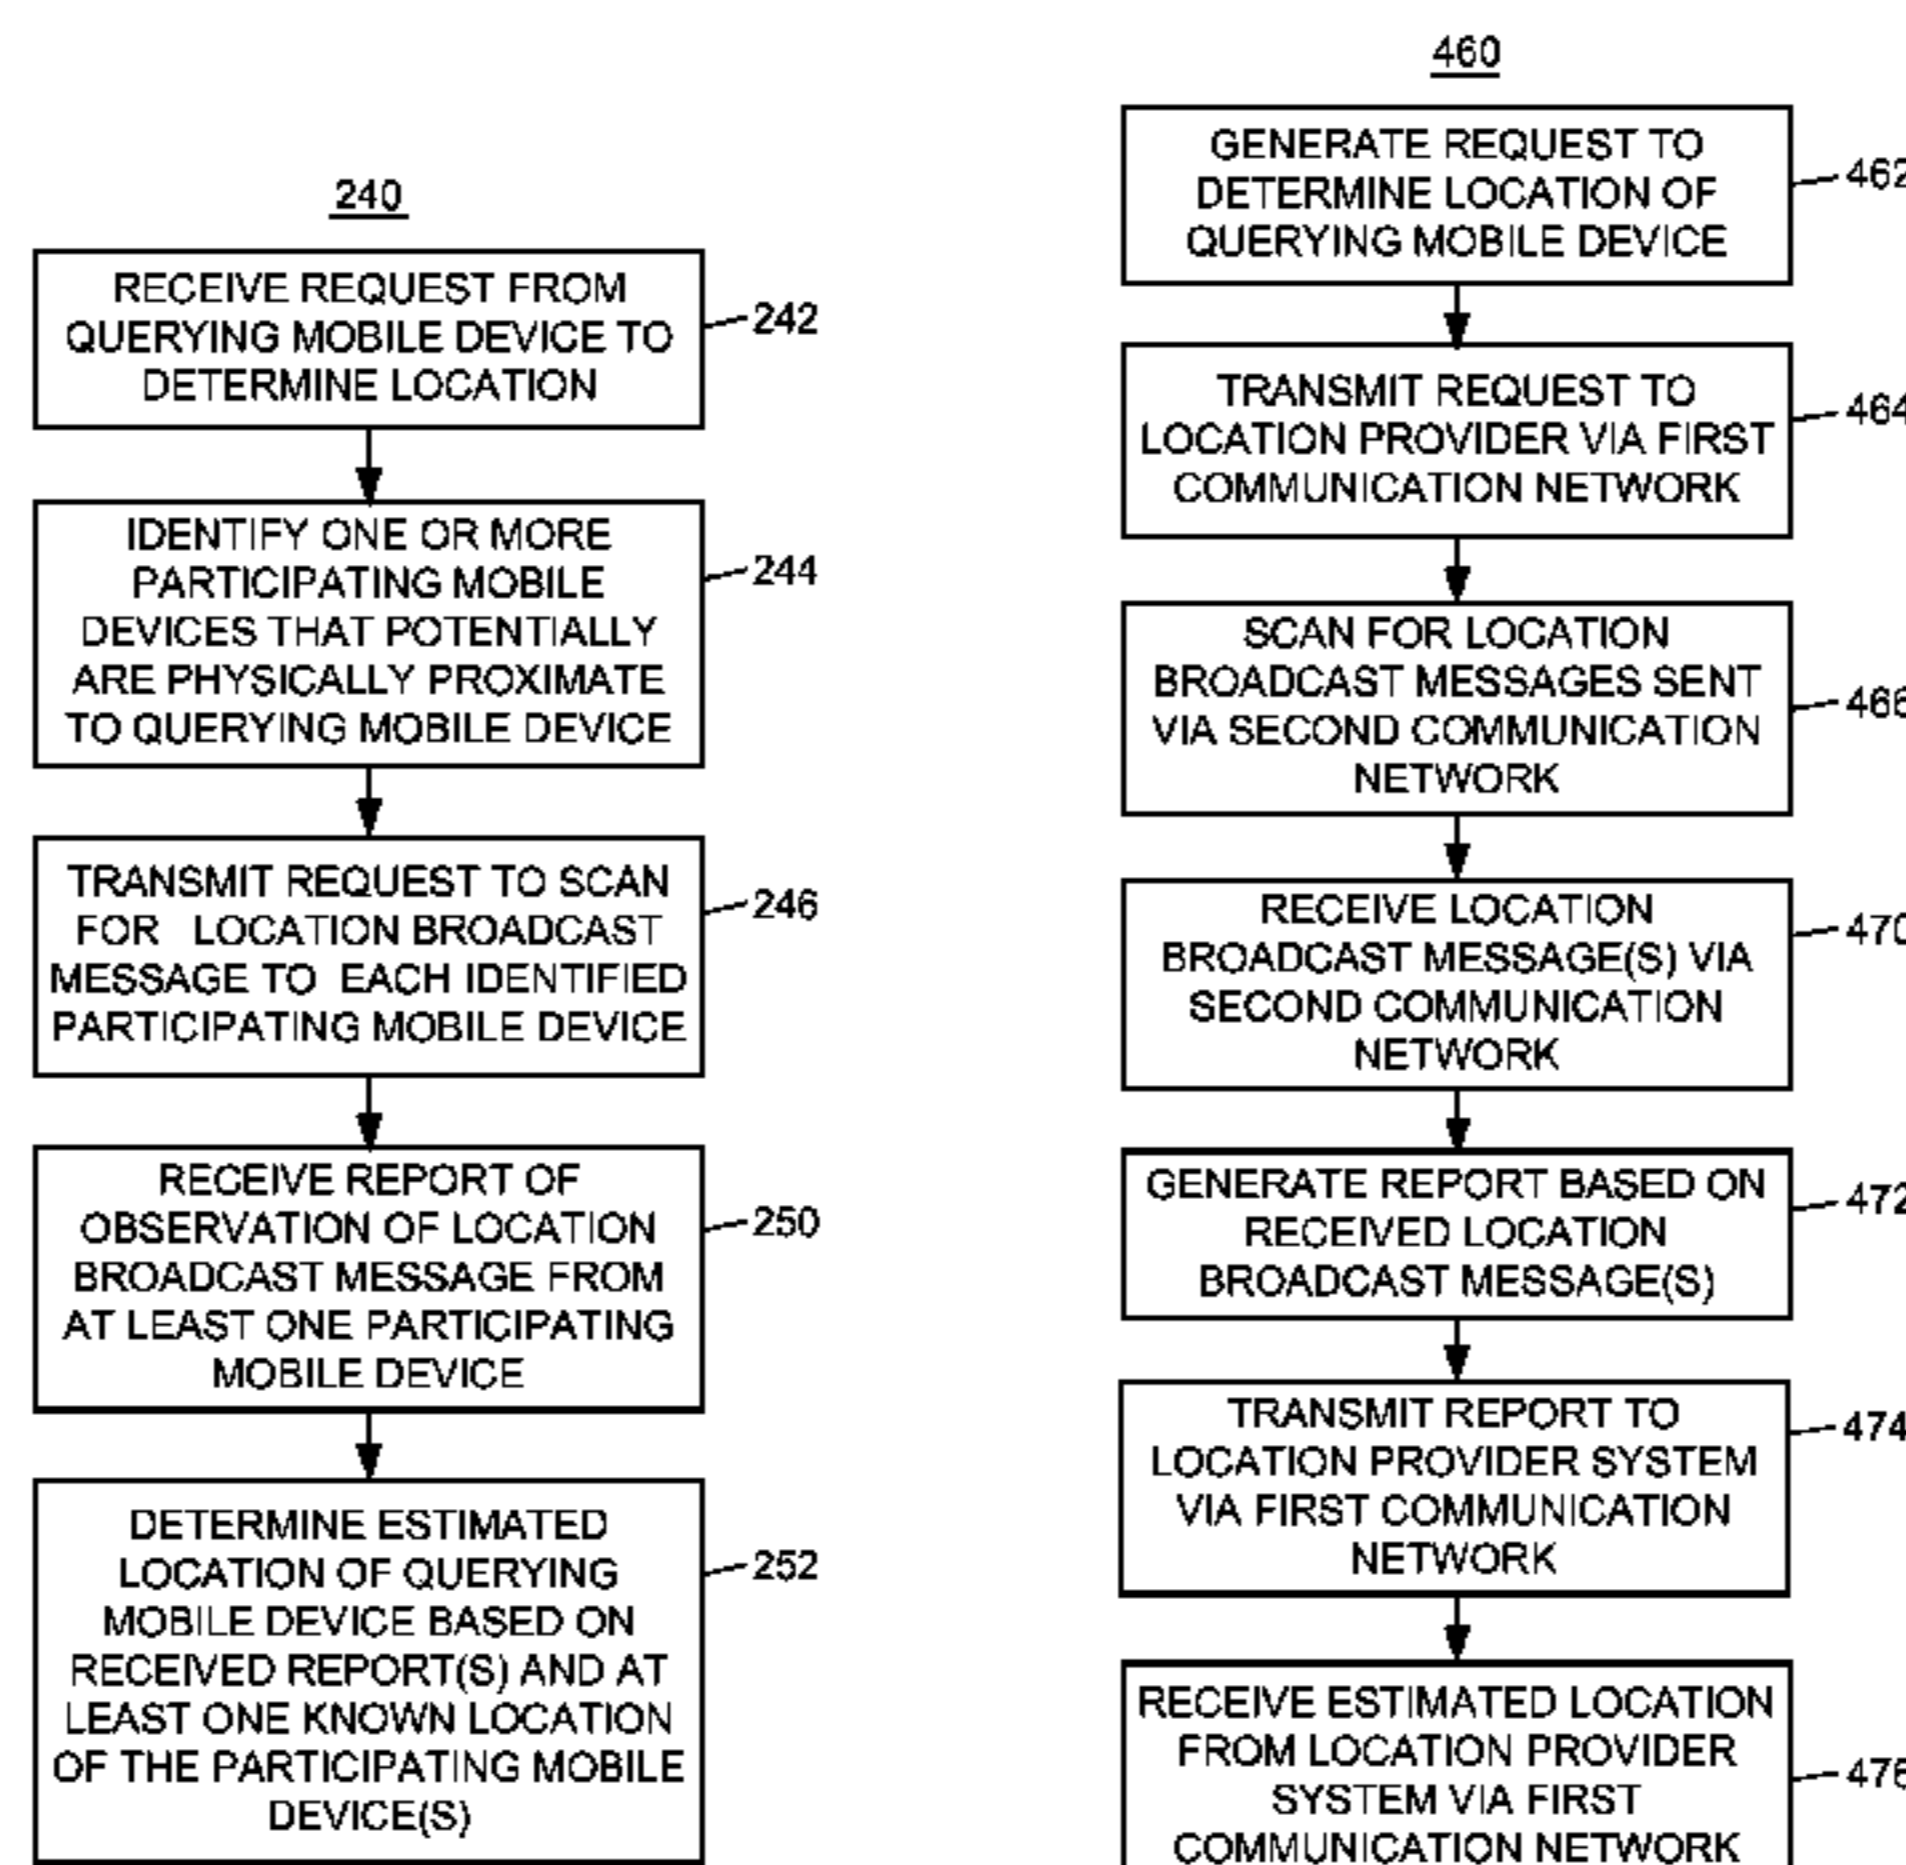 240
RECEIVE REQUEST FROM
QUERYING MOBILE DEVICE TO
DETERMINE LOCATION
242
IDENTIFY ONE OR MORE
PARTICIPATING MOBILE
DEVICES THAT POTENTIALLY
ARE PHYSICALLY PROXIMATE
TO QUERYING MOBILE DEVICE
244
TRANSMIT REQUEST TO SCAN
FOR LOCATION BROADCAST
MESSAGE TO EACH IDENTIFIED
PARTICIPATING MOBILE DEVICE
246
RECEIVE REPORT OF
OBSERVATION OF LOCATION
BROADCAST MESSAGE FROM
AT LEAST ONE PARTICIPATING
MOBILE DEVICE
250
DETERMINE ESTIMATED
LOCATION OF QUERYING
MOBILE DEVICE BASED ON
RECEIVED REPORT(S) AND AT
LEAST ONE KNOWN LOCATION
OF THE PARTICIPATING MOBILE
DEVICE(S)
252
460
GENERATE REQUEST TO
DETERMINE LOCATION OF
QUERYING MOBILE DEVICE
462
TRANSMIT REQUEST TO
LOCATION PROVIDER VIA FIRST
COMMUNICATION NETWORK
464
SCAN FOR LOCATION
BROADCAST MESSAGES SENT
VIA SECOND COMMUNICATION
NETWORK
466
RECEIVE LOCATION
BROADCAST MESSAGE(S) VIA
SECOND COMMUNICATION
NETWORK
470
GENERATE REPORT BASED ON
RECEIVED LOCATION
BROADCAST MESSAGE(S)
472
TRANSMIT REPORT TO
LOCATION PROVIDER SYSTEM
VIA FIRST COMMUNICATION
NETWORK
474
RECEIVE ESTIMATED LOCATION
FROM LOCATION PROVIDER
SYSTEM VIA FIRST
COMMUNICATION NETWORK
476